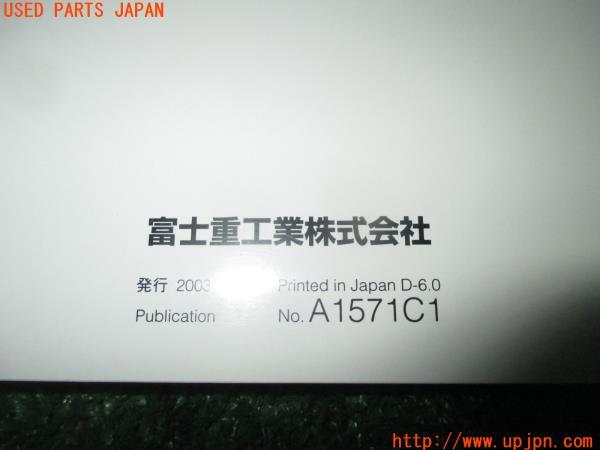 USED PARTS JAPAN
富士重工業株式会社
発行 2003 Printed in Japan D-6.0
Publication No. A1571C1
http://www.upjpn.com